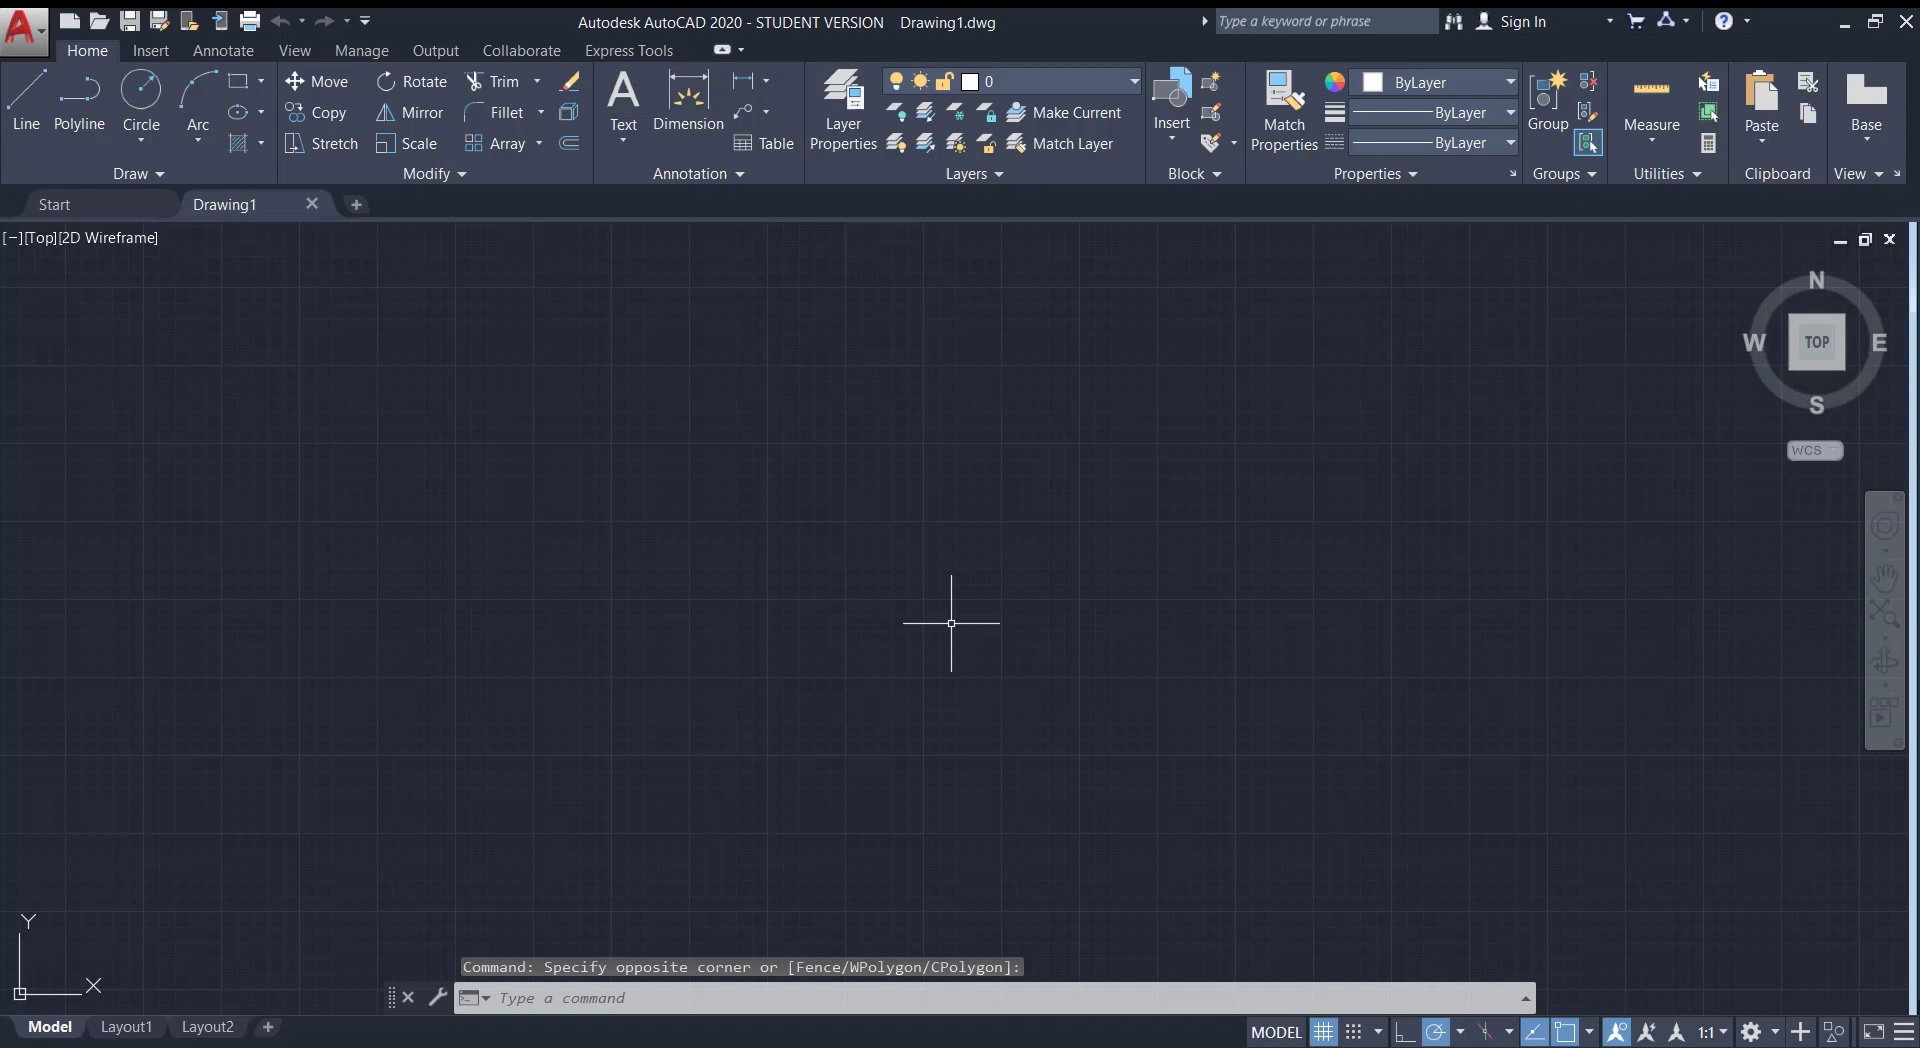 Autodesk AutoCAD 2020 - STUDENT VERSION Drawing1.dwg
Type a keyword or phrase
Sign In
Home Insert Annotate View Manage Output Collaborate Express Tools
Line Polyline Circle Arc
Draw
Move Rotate Trim
Copy Mirror Fillet
Stretch Scale Array
Modify
Text Dimension
Table
Annotation
Layer Properties
0
Make Current
Match Layer
Layers
Insert
Block
Match Properties
ByLayer
ByLayer
ByLayer
Properties
Group
Groups
Measure
Utilities
Paste
Clipboard
Base
View
Start Drawing1
[−][Top][2D Wireframe]
N
W TOP E
S
WCS
Y
X
Command: Specify opposite corner or [Fence/WPolygon/CPolygon]:
Type a command
Model Layout1 Layout2
MODEL 1:1